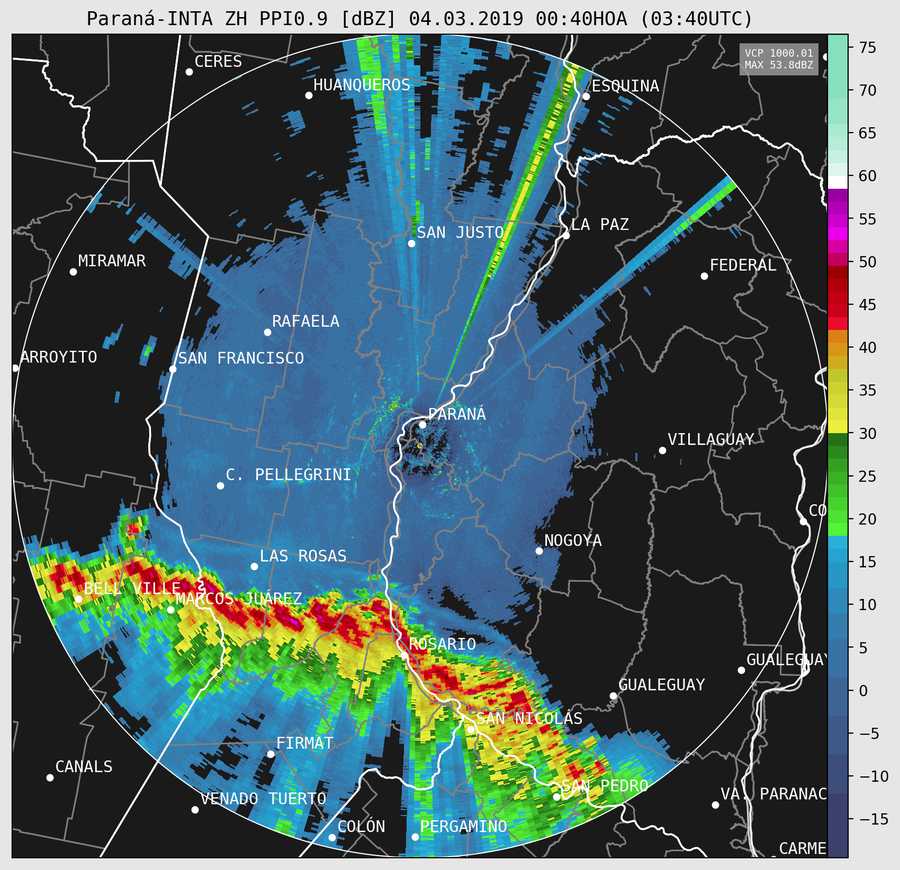 Paraná-INTA ZH PPI0.9 [dBZ] 04.03.2019 00:40HOA (03:40UTC)
VCP 1000.01
MAX 53.8dBZ
CERES
HUANQUEROS
ESQUINA
SAN JUSTO
LA PAZ
MIRAMAR
FEDERAL
RAFAELA
ARROYITO
SAN FRANCISCO
PARANÁ
VILLAGUAY
C. PELLEGRINI
CO
NOGOYA
LAS ROSAS
BELL VILLE
MARCOS JUÁREZ
ROSARIO
GUALEGUAY
GUALEGUAY
SAN NICOLÁS
FIRMAT
CANALS
SAN PEDRO
VENADO TUERTO
VA. PARANAC
COLÓN
PERGAMINO
CARME
75
70
65
60
55
50
45
40
35
30
25
20
15
10
5
0
−5
−10
−15